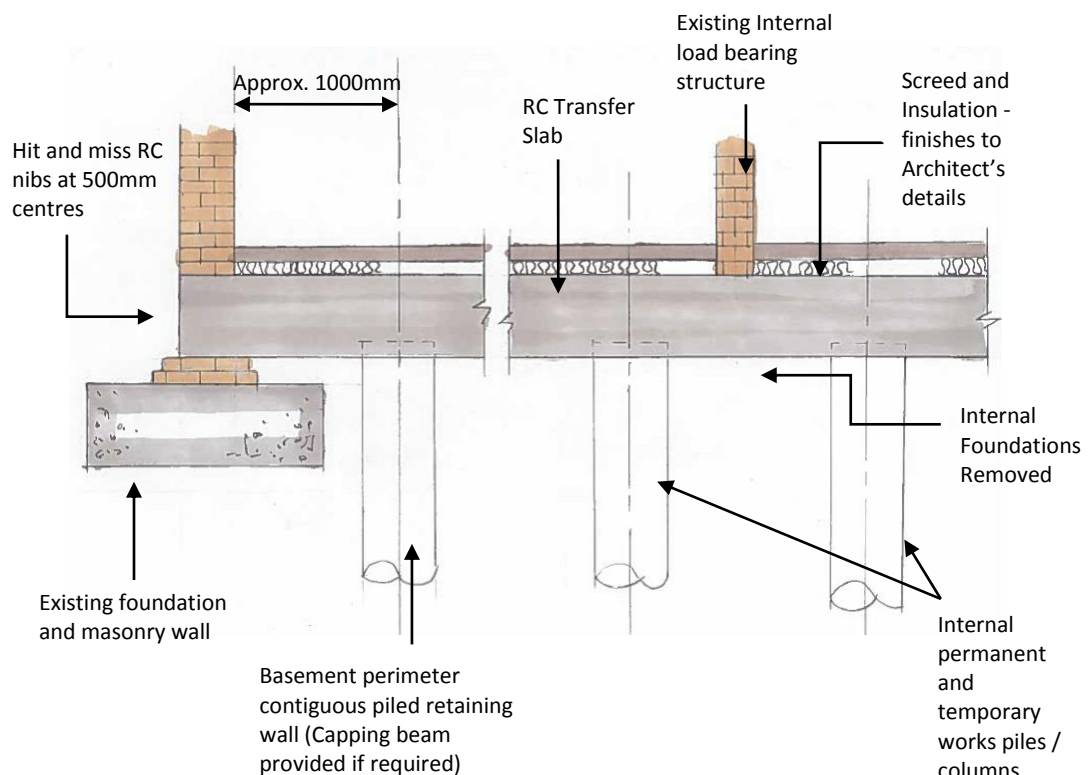 Existing Internal
load bearing
structure
Approx. 1000mm
RC Transfer
Slab
Screed and
Insulation -
finishes to
Architect's
details
Hit and miss RC
nibs at 500mm
centres
Internal
Foundations
Removed
Existing foundation
and masonry wall
Basement perimeter
contiguous piled retaining
wall (Capping beam
provided if required)
Internal
permanent
and
temporary
works piles /
columns